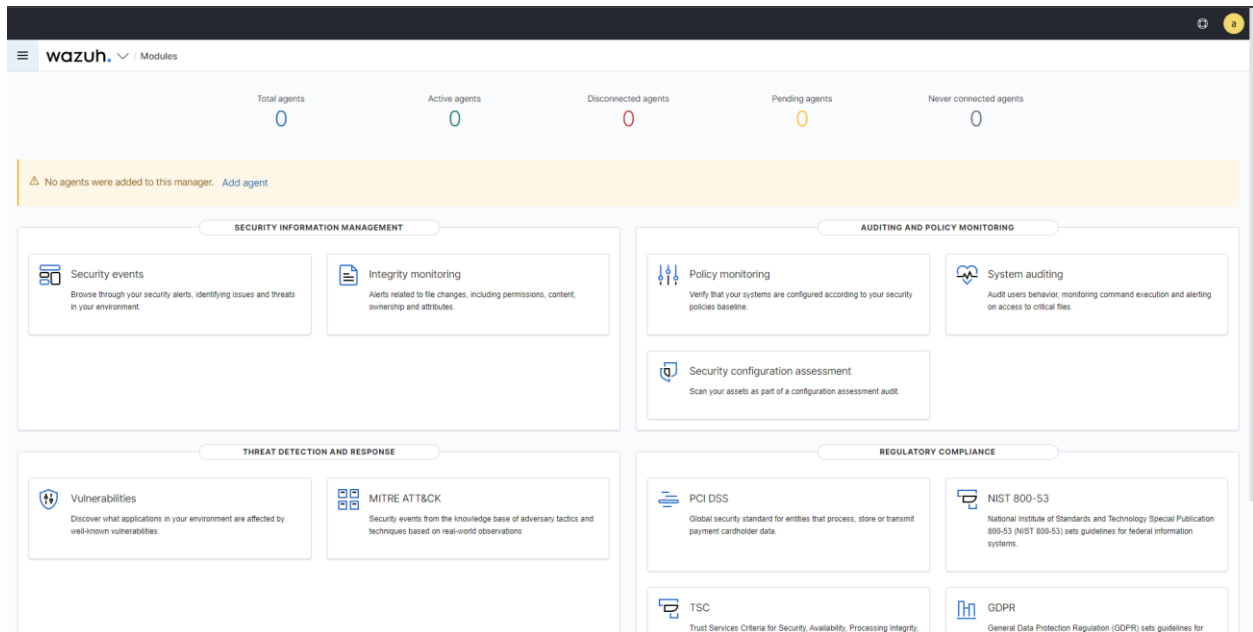 a
wazuh. / Modules
Total agents
0
Active agents
0
Disconnected agents
0
Pending agents
0
Never connected agents
0
No agents were added to this manager. Add agent
SECURITY INFORMATION MANAGEMENT
Security events
Browse through your security alerts, identifying issues and threats
in your environment.
Integrity monitoring
Alerts related to file changes, including permissions, content,
ownership and attributes.
AUDITING AND POLICY MONITORING
Policy monitoring
Verify that your systems are configured according to your security
policies baseline.
System auditing
Audit users behavior, monitoring command execution and alerting
on access to critical files.
Security configuration assessment
Scan your assets as part of a configuration assessment audit.
THREAT DETECTION AND RESPONSE
Vulnerabilities
Discover what applications in your environment are affected by
well-known vulnerabilities.
MITRE ATT&CK
Security events from the knowledge base of adversary tactics and
techniques based on real-world observations
REGULATORY COMPLIANCE
PCI DSS
Global security standard for entities that process, store or transmit
payment cardholder data.
NIST 800-53
National Institute of Standards and Technology Special Publication
800-53 (NIST 800-53) sets guidelines for federal information
systems.
TSC
Trust Services Criteria for Security, Availability, Processing Integrity,
GDPR
General Data Protection Regulation (GDPR) sets guidelines for